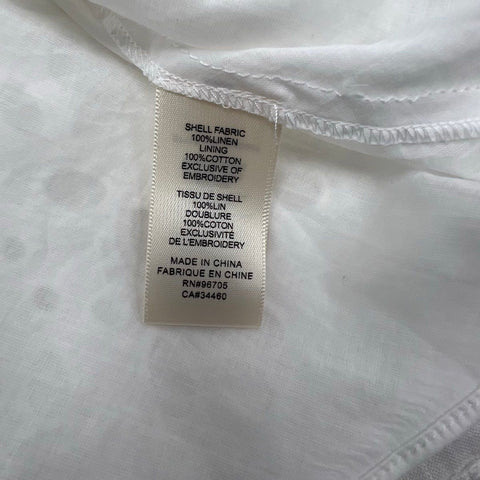 SHELL FABRIC
100%LINEN
LINING
100%COTTON
EXCLUSIVE OF
EMBROIDERY
TISSU DE SHELL
100%LIN
DOUBLURE
100%COTON
EXCLUSIVITÉ
DE L'EMBROIDERY
MADE IN CHINA
FABRIQUE EN CHINE
RN#96705
CA#34460